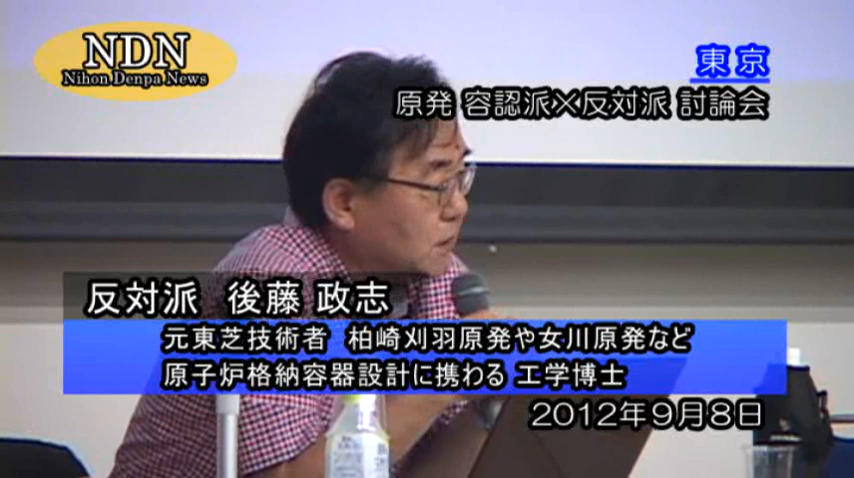 NDN
Nihon Denpa News
東京
原発 容認派×反対派 討論会
反対派 後藤 政志
元東芝技術者 柏崎刈羽原発や女川原発など
原子炉格納容器設計に携わる 工学博士
2012年9月8日